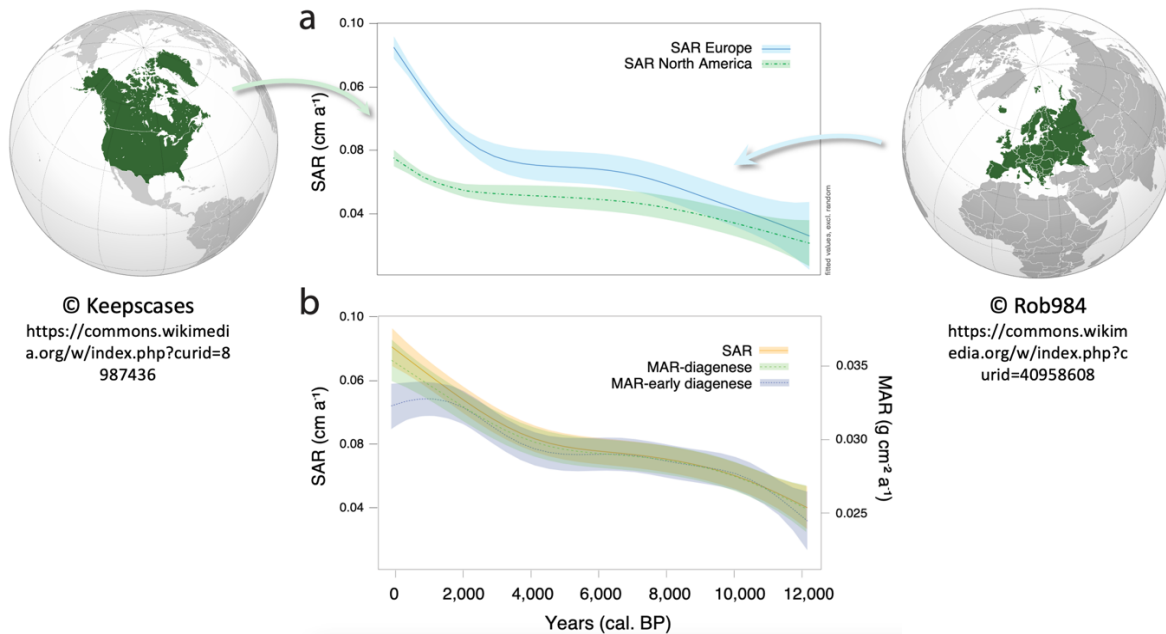 a
0.10
0.06
0.08
0.04
SAR (cm a⁻¹)
SAR Europe
SAR North America
fitted values, excl. random
© Keepscases
https://commons.wikimedi
a.org/w/index.php?curid=8
987436
© Rob984
https://commons.wikim
edia.org/w/index.php?c
urid=40958608
b
0.10
0.06
0.08
0.04
SAR (cm a⁻¹)
SAR
MAR-diagenese
MAR-early diagenese
0.035
0.030
0.025
MAR (g cm⁻² a⁻¹)
0 2,000 4,000 6,000 8,000 10,000 12,000
Years (cal. BP)